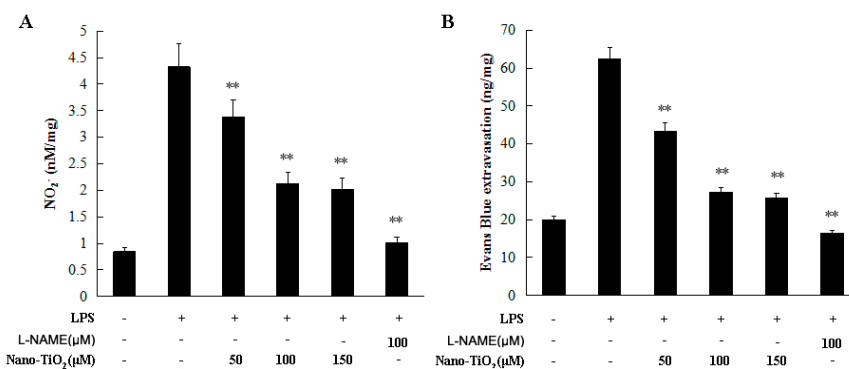 A
NO2- (nM/mg)
5
4.5
4
3.5
3
2.5
2
1.5
1
0.5
0
**
**
**
**
LPS - + + + + +
L-NAME(μM) - - - - - 100
Nano-TiO2(μM) - - 50 100 150 -
B
Evans Blue extravasation (ng/mg)
70
60
50
40
30
20
10
0
**
**
**
**
LPS - + + + + +
L-NAME(μM) - - - - - 100
Nano-TiO2(μM) - - 50 100 150 -